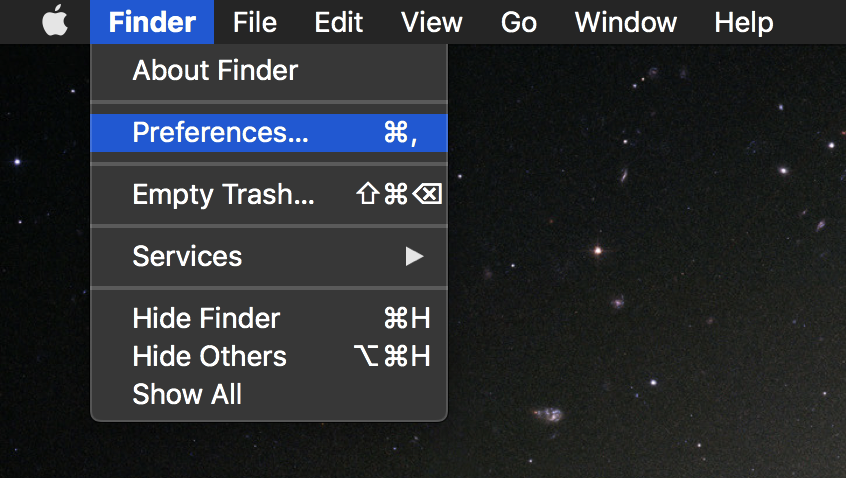 Finder File Edit View Go Window Help
About Finder
Preferences... ⌘,
Empty Trash... ⇧⌘⌫
Services ▶
Hide Finder ⌘H
Hide Others ⌥⌘H
Show All